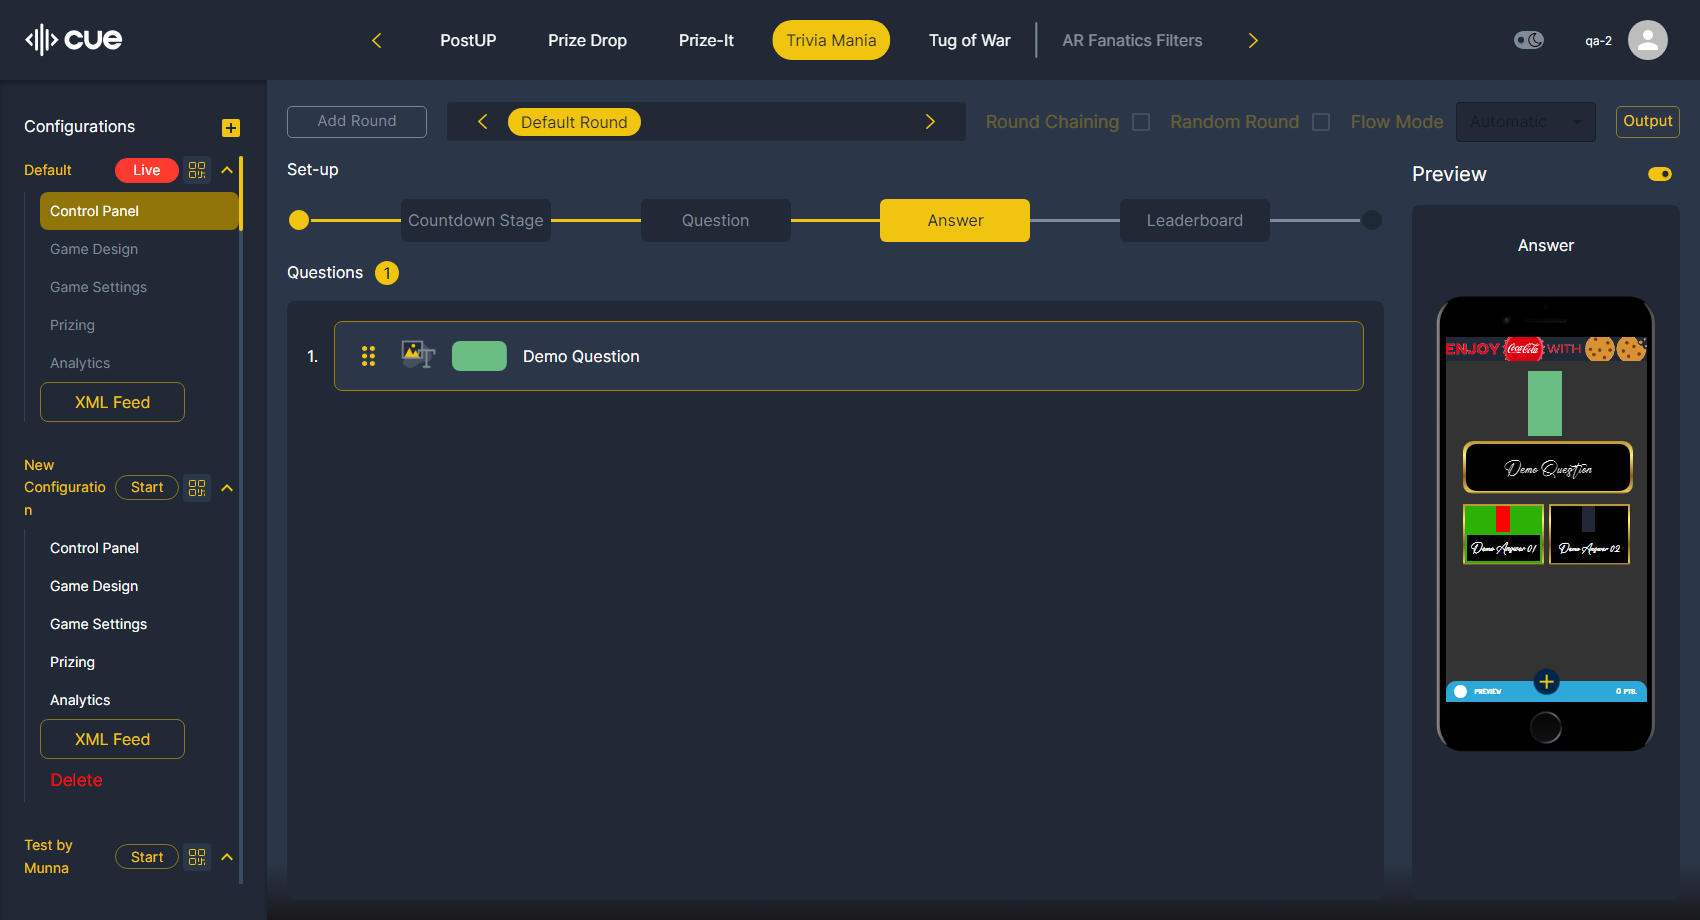 cue
PostUP
Prize Drop
Prize-It
Trivia Mania
Tug of War
AR Fanatics Filters
qa-2
Configurations
Default
Live
Control Panel
Game Design
Game Settings
Prizing
Analytics
XML Feed
New
Configuratio
n
Start
Control Panel
Game Design
Game Settings
Prizing
Analytics
XML Feed
Delete
Test by
Munna
Start
Add Round
Default Round
Round Chaining
Random Round
Flow Mode
Automatic
Output
Set-up
Countdown Stage
Question
Answer
Leaderboard
Questions 1
1.
Demo Question
Preview
Answer
ENJOY Coca-Cola WITH
Demo Question
Demo Answer 01
Demo Answer 02
PREVIEW
0 PTS.